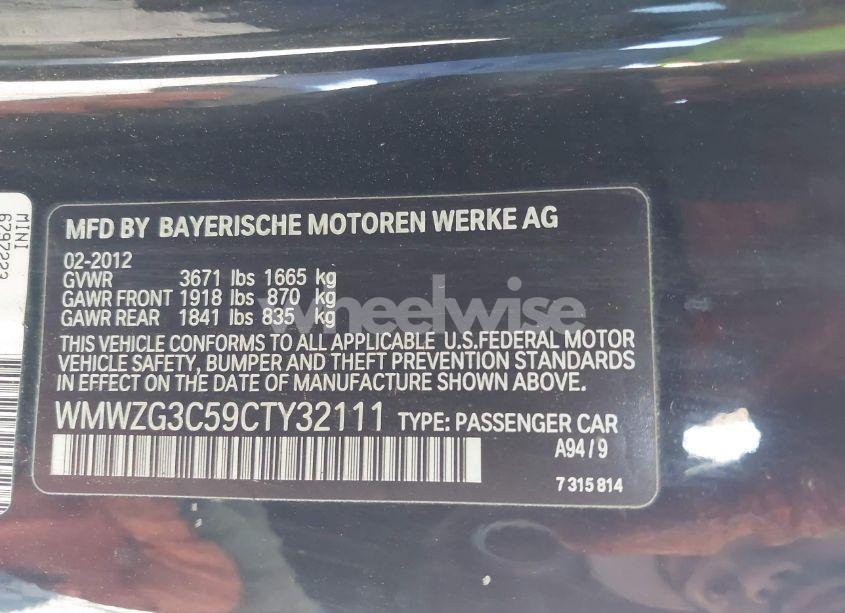 MFD BY BAYERISCHE MOTOREN WERKE AG
02-2012
GVWR 3671 lbs 1665 kg
GAWR FRONT 1918 lbs 870 kg
GAWR REAR 1841 lbs 835 kg
THIS VEHICLE CONFORMS TO ALL APPLICABLE U.S.FEDERAL MOTOR
VEHICLE SAFETY, BUMPER AND THEFT PREVENTION STANDARDS
IN EFFECT ON THE DATE OF MANUFACTURE SHOWN ABOVE.
WMWZG3C59CTY32111 TYPE: PASSENGER CAR
A94/9
7 315 814
MINI
6797223
wheelwise